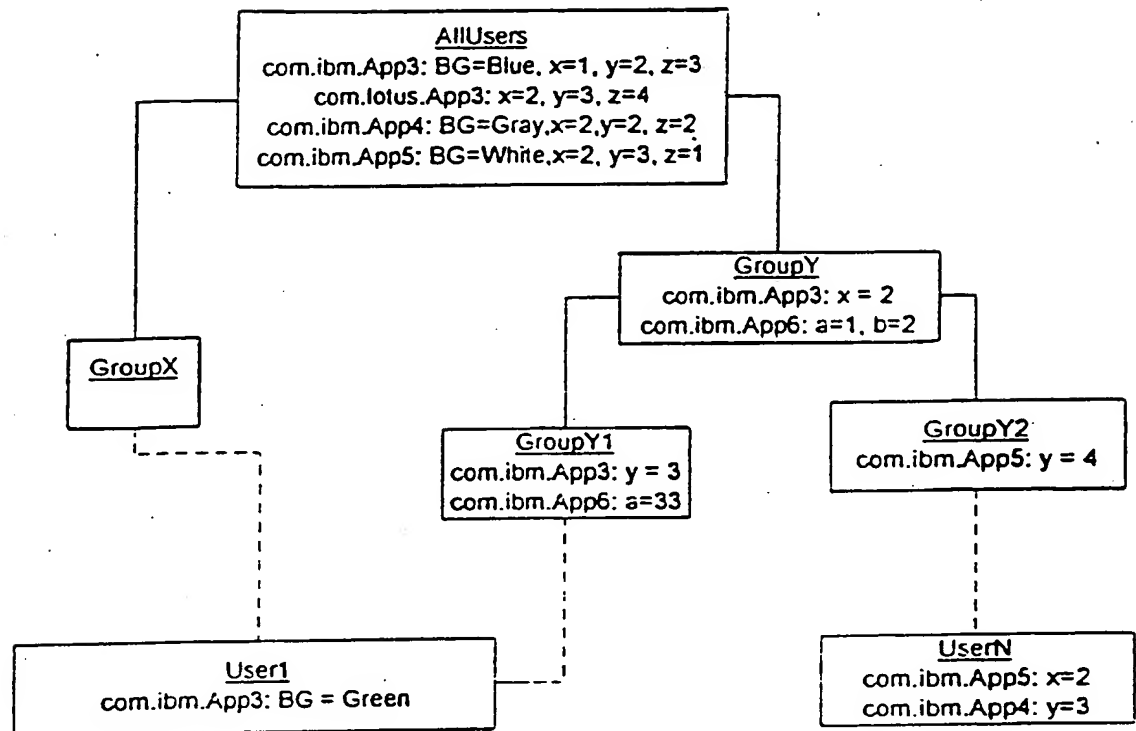 AllUsers
com.ibm.App3: BG=Blue, x=1, y=2, z=3
com.lotus.App3: x=2, y=3, z=4
com.ibm.App4: BG=Gray,x=2,y=2, z=2
com.ibm.App5: BG=White,x=2, y=3, z=1
GroupY
com.ibm.App3: x = 2
com.ibm.App6: a=1, b=2
GroupX
GroupY1
com.ibm.App3: y = 3
com.ibm.App6: a=33
GroupY2
com.ibm.App5: y = 4
User1
com.ibm.App3: BG = Green
UserN
com.ibm.App5: x=2
com.ibm.App4: y=3